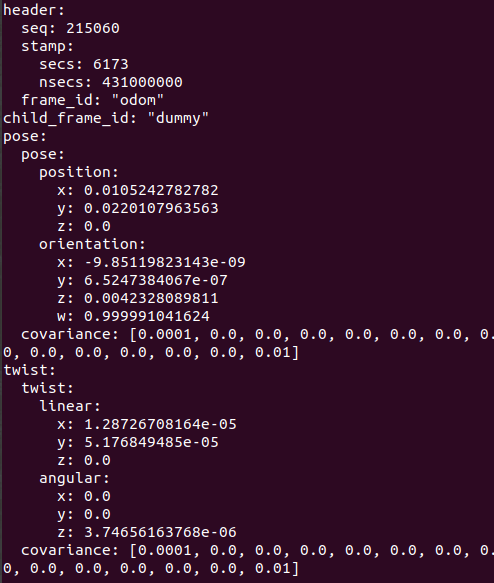 header:
  seq: 215060
  stamp:
    secs: 6173
    nsecs: 431000000
  frame_id: "odom"
child_frame_id: "dummy"
pose:
  pose:
    position:
      x: 0.0105242782782
      y: 0.0220107963563
      z: 0.0
    orientation:
      x: -9.85119823143e-09
      y: 6.5247384067e-07
      z: 0.0042328089811
      w: 0.999991041624
  covariance: [0.0001, 0.0, 0.0, 0.0, 0.0, 0.0, 0.0, 0.
0, 0.0, 0.0, 0.0, 0.0, 0.0, 0.01]
twist:
  twist:
    linear:
      x: 1.28726708164e-05
      y: 5.176849485e-05
      z: 0.0
    angular:
      x: 0.0
      y: 0.0
      z: 3.74656163768e-06
  covariance: [0.0001, 0.0, 0.0, 0.0, 0.0, 0.0, 0.0, 0.
0, 0.0, 0.0, 0.0, 0.0, 0.0, 0.01]